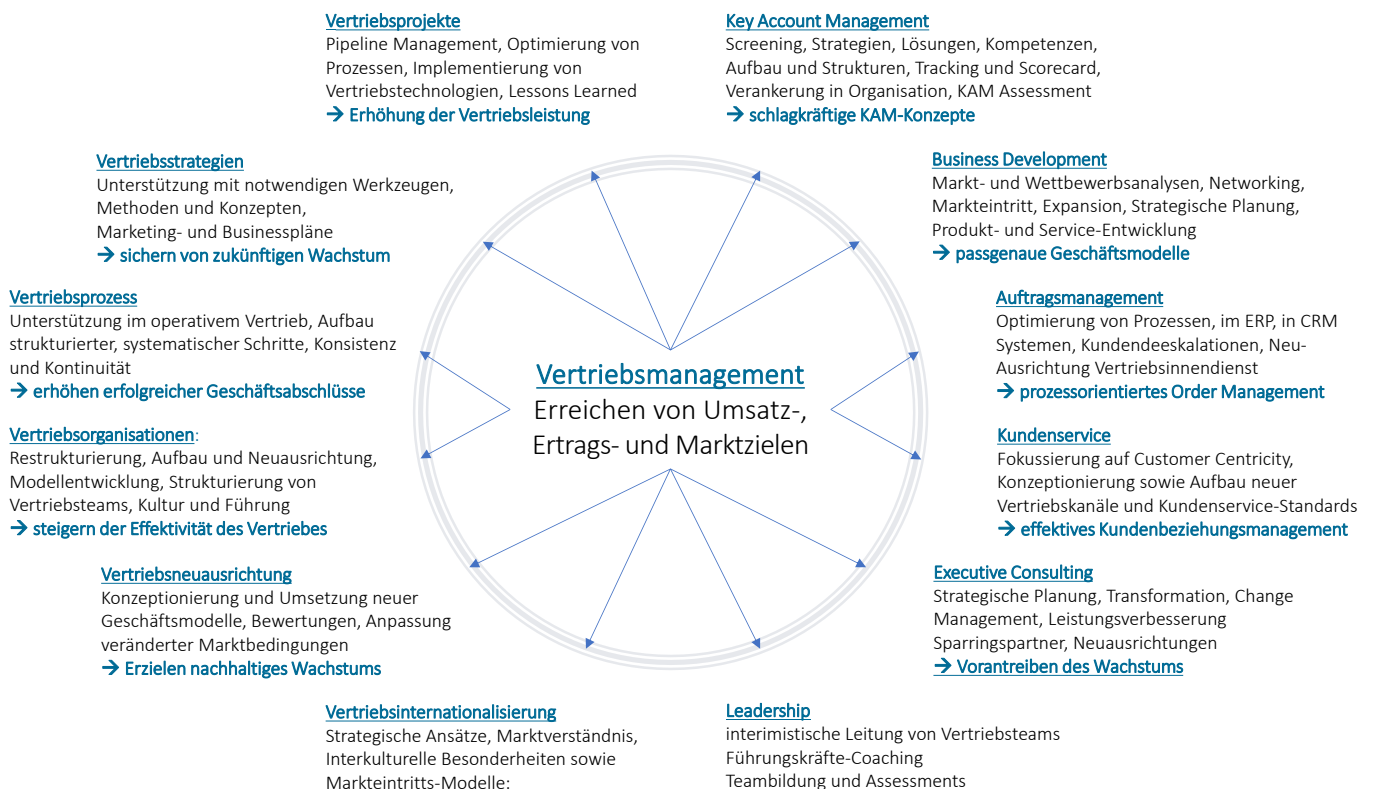 Vertriebsprojekte
Pipeline Management, Optimierung von
Prozessen, Implementierung von
Vertriebstechnologien, Lessons Learned
→ Erhöhung der Vertriebsleistung
Key Account Management
Screening, Strategien, Lösungen, Kompetenzen,
Aufbau und Strukturen, Tracking und Scorecard,
Verankerung in Organisation, KAM Assessment
→ schlagkräftige KAM-Konzepte
Vertriebsstrategien
Unterstützung mit notwendigen Werkzeugen,
Methoden und Konzepten,
Marketing- und Businesspläne
→ sichern von zukünftigen Wachstum
Business Development
Markt- und Wettbewerbsanalysen, Networking,
Markteintritt, Expansion, Strategische Planung,
Produkt- und Service-Entwicklung
→ passgenaue Geschäftsmodelle
Vertriebsprozess
Unterstützung im operativem Vertrieb, Aufbau
strukturierter, systematischer Schritte, Konsistenz
und Kontinuität
→ erhöhen erfolgreicher Geschäftsabschlüsse
Auftragsmanagement
Optimierung von Prozessen, im ERP, in CRM
Systemen, Kundendeeskalationen, Neu-
Ausrichtung Vertriebsinnendienst
→ prozessorientiertes Order Management
Vertriebsmanagement
Erreichen von Umsatz-,
Ertrags- und Marktzielen
Vertriebsorganisationen:
Restrukturierung, Aufbau und Neuausrichtung,
Modellentwicklung, Strukturierung von
Vertriebsteams, Kultur und Führung
→ steigern der Effektivität des Vertriebes
Kundenservice
Fokussierung auf Customer Centricity,
Konzeptionierung sowie Aufbau neuer
Vertriebskanäle und Kundenservice-Standards
→ effektives Kundenbeziehungsmanagement
Vertriebsneuausrichtung
Konzeptionierung und Umsetzung neuer
Geschäftsmodelle, Bewertungen, Anpassung
veränderter Marktbedingungen
→ Erzielen nachhaltiges Wachstums
Executive Consulting
Strategische Planung, Transformation, Change
Management, Leistungsverbesserung
Sparringspartner, Neuausrichtungen
→ Vorantreiben des Wachstums
Vertriebsinternationalisierung
Strategische Ansätze, Marktverständnis,
Interkulturelle Besonderheiten sowie
Markteintritts-Modelle:
Leadership
interimistische Leitung von Vertriebsteams
Führungskräfte-Coaching
Teambildung und Assessments